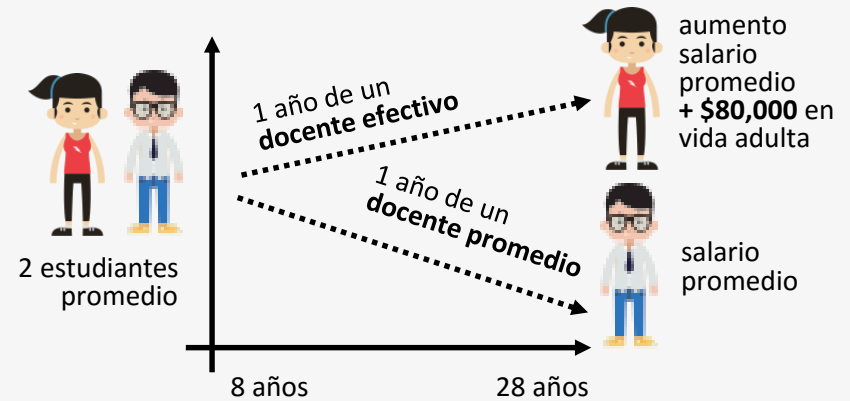 2 estudiantes
promedio
1 año de un
docente efectivo
1 año de un
docente promedio
aumento
salario
promedio
+ $80,000 en
vida adulta
salario
promedio
8 años
28 años